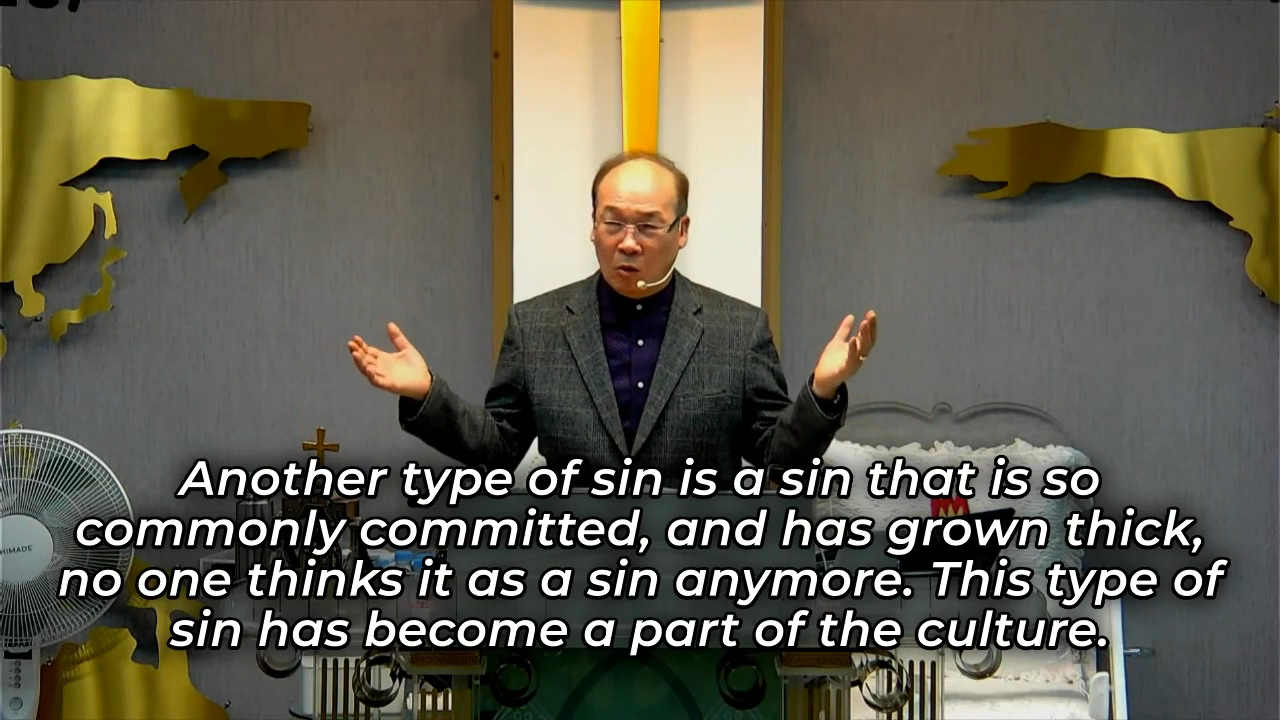 Another type of sin is a sin that is so
commonly committed, and has grown thick,
no one thinks it as a sin anymore. This type of
sin has become a part of the culture.